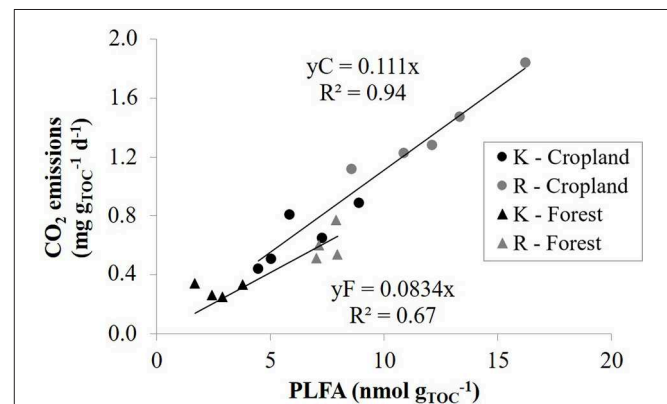 2.0
1.6
1.2
0.8
0.4
0.0
CO₂ emissions
(mg g_TOC⁻¹ d⁻¹)
yC = 0.111x
R² = 0.94
K - Cropland
R - Cropland
K - Forest
R - Forest
yF = 0.0834x
R² = 0.67
0 5 10 15 20
PLFA (nmol g_TOC⁻¹)